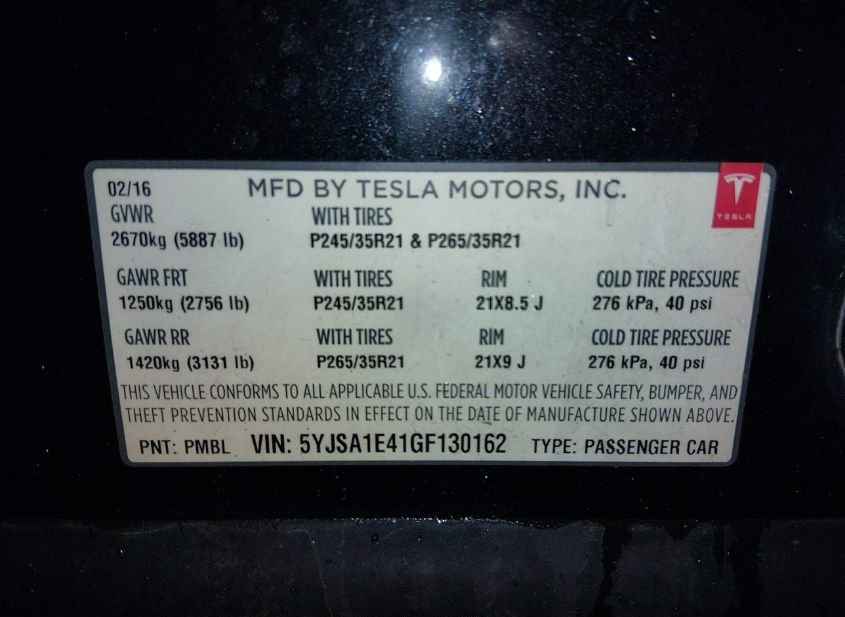 02/16 MFD BY TESLA MOTORS, INC.
TESLA
GVWR WITH TIRES
2670kg (5887 lb) P245/35R21 & P265/35R21
GAWR FRT WITH TIRES RIM COLD TIRE PRESSURE
1250kg (2756 lb) P245/35R21 21X8.5 J 276 kPa, 40 psi
GAWR RR WITH TIRES RIM COLD TIRE PRESSURE
1420kg (3131 lb) P265/35R21 21X9 J 276 kPa, 40 psi
THIS VEHICLE CONFORMS TO ALL APPLICABLE U.S. FEDERAL MOTOR VEHICLE SAFETY, BUMPER, AND
THEFT PREVENTION STANDARDS IN EFFECT ON THE DATE OF MANUFACTURE SHOWN ABOVE.
PNT: PMBL VIN: 5YJSA1E41GF130162 TYPE: PASSENGER CAR